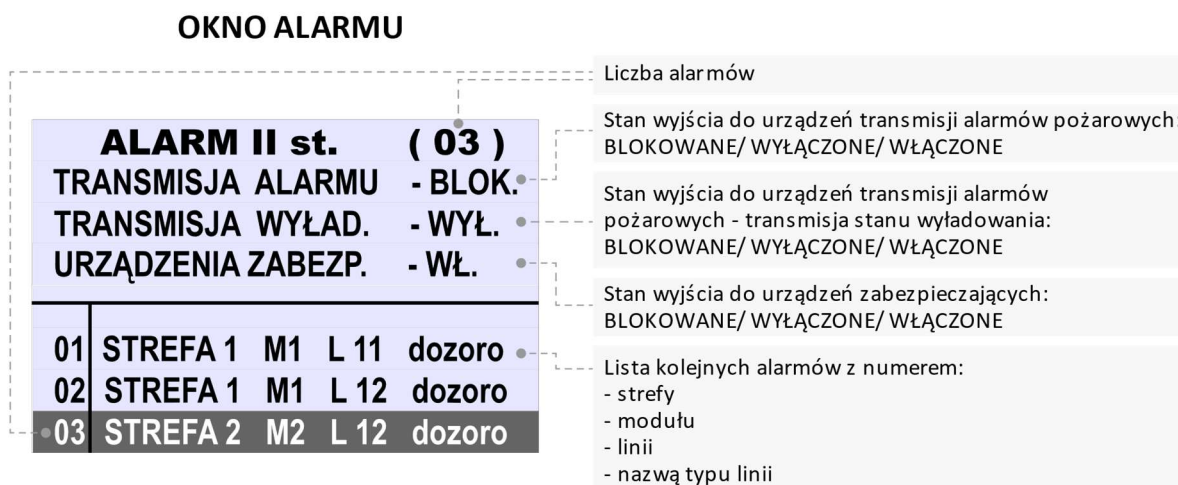 OKNO ALARMU
ALARM II st. ( 03 )
TRANSMISJA ALARMU - BLOK.
TRANSMISJA WYŁAD. - WYŁ.
URZĄDZENIA ZABEZP. - WŁ.
01 STREFA 1 M1 L 11 dozoro
02 STREFA 1 M1 L 12 dozoro
03 STREFA 2 M2 L 12 dozoro
Liczba alarmów
Stan wyjścia do urządzeń transmisji alarmów pożarowych:
BLOKOWANE/ WYŁĄCZONE/ WŁĄCZONE
Stan wyjścia do urządzeń transmisji alarmów
pożarowych - transmisja stanu wyładowania:
BLOKOWANE/ WYŁĄCZONE/ WŁĄCZONE
Stan wyjścia do urządzeń zabezpieczających:
BLOKOWANE/ WYŁĄCZONE/ WŁĄCZONE
Lista kolejnych alarmów z numerem:
- strefy
- modułu
- linii
- nazwą typu linii